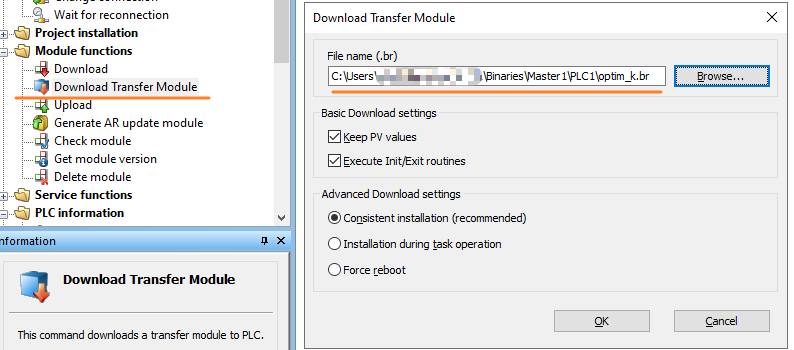 Change connection
Wait for reconnection
Project installation
Module functions
Download
Download Transfer Module
Upload
Generate AR update module
Check module
Get module version
Delete module
Service functions
PLC information
nformation
Download Transfer Module
This command downloads a transfer module to PLC.
Download Transfer Module
File name (.br)
C:\Users\ \Binaries\Master1\PLC1\optim_k.br
Browse...
Basic Download settings
Keep PV values
Execute Init/Exit routines
Advanced Download settings
Consistent installation (recommended)
Installation during task operation
Force reboot
OK
Cancel